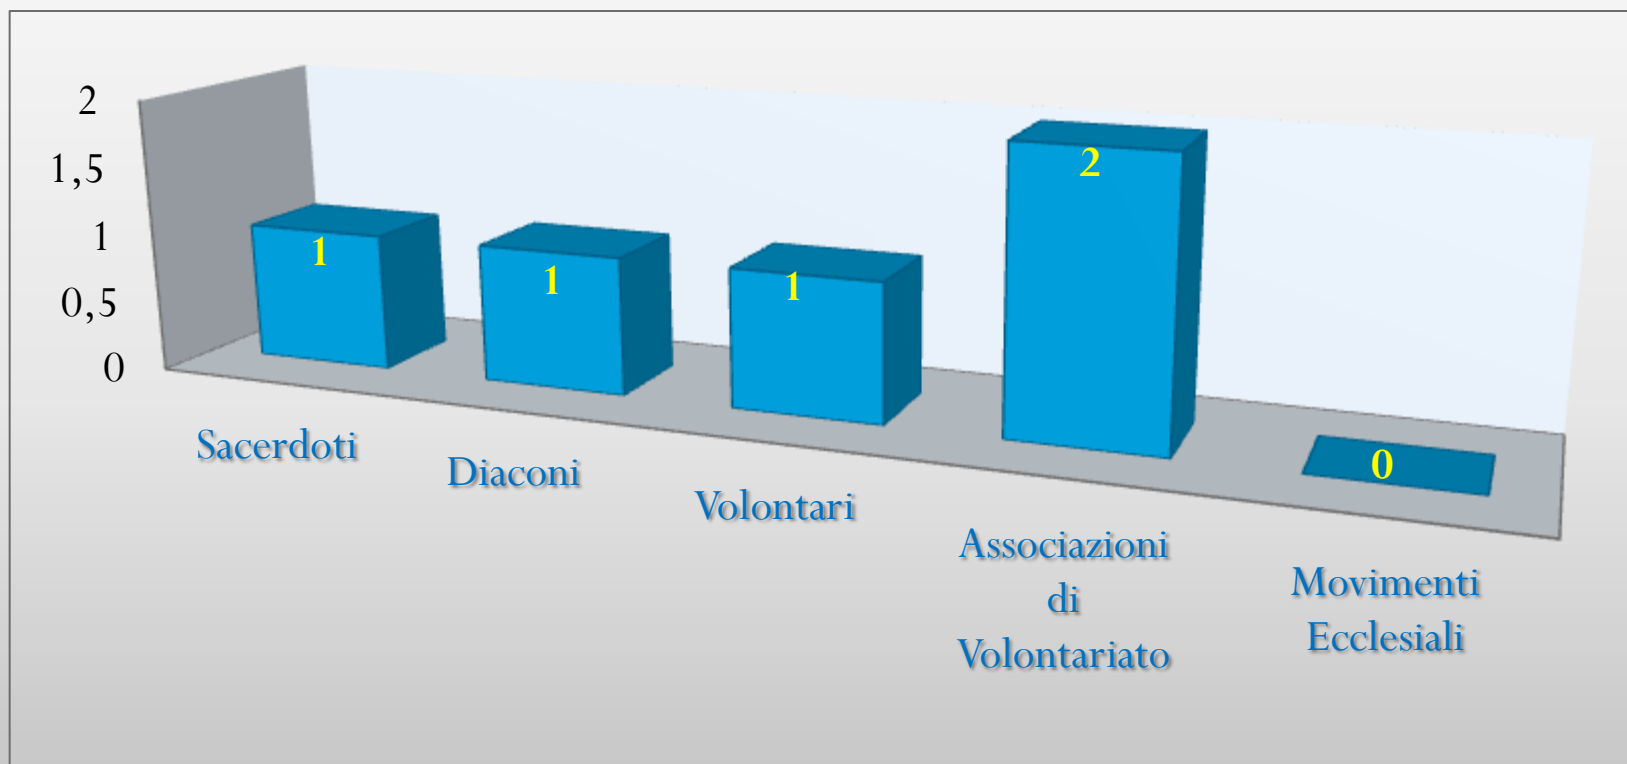 2
1,5
1
0,5
0
1
1
1
2
0
Sacerdoti
Diaconi
Volontari
Associazioni
di
Volontariato
Movimenti
Ecclesiali